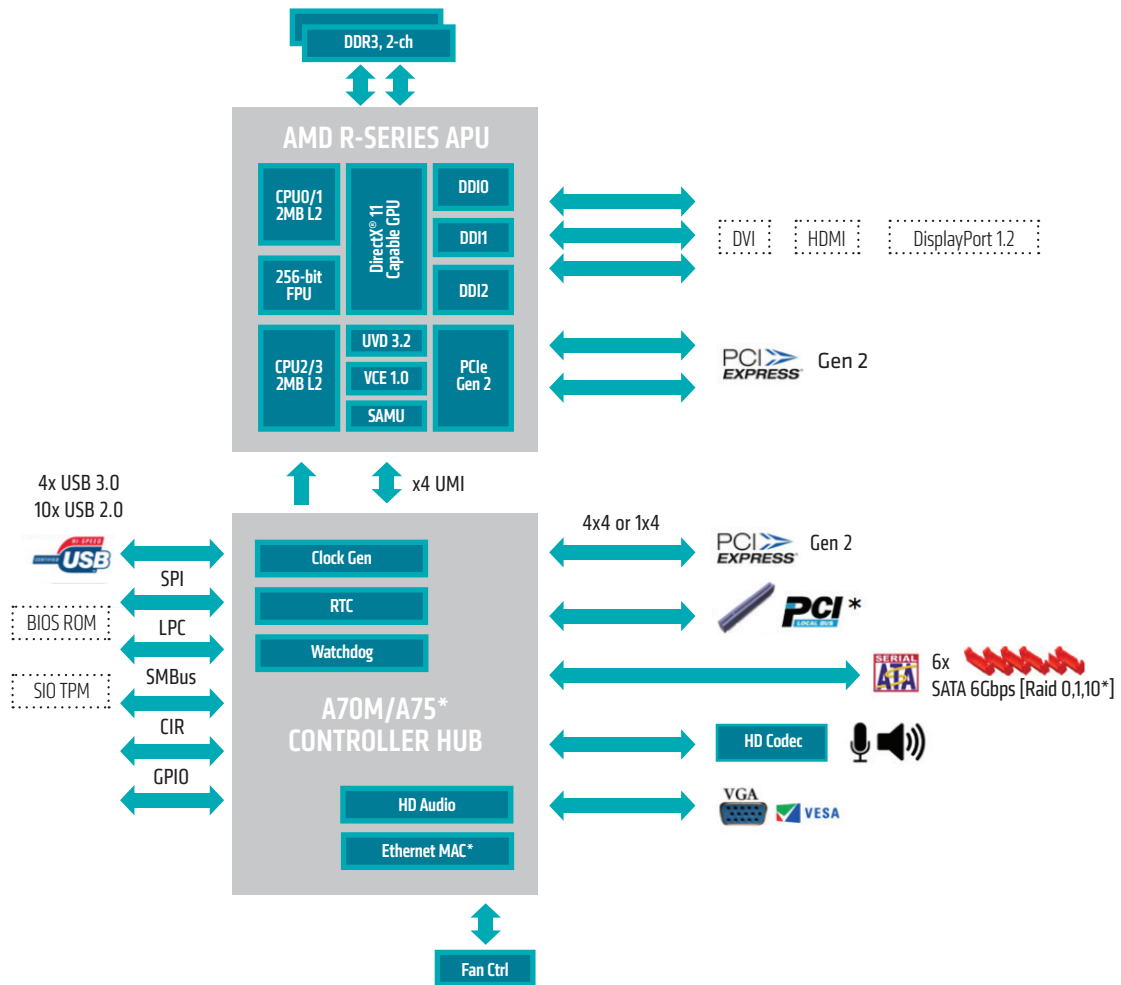 DDR3, 2-ch
AMD R-SERIES APU
CPU0/1
2MB L2
DirectX® 11
Capable GPU
DDI0
DDI1
DDI2
256-bit
FPU
CPU2/3
2MB L2
UVD 3.2
VCE 1.0
SAMU
PCIe
Gen 2
DVI
HDMI
DisplayPort 1.2
PCI
EXPRESS
Gen 2
x4 UMI
4x USB 3.0
10x USB 2.0
HI-SPEED
CERTIFIED
USB
SPI
BIOS ROM
LPC
SMBus
SIO TPM
CIR
GPIO
Clock Gen
RTC
Watchdog
A70M/A75*
CONTROLLER HUB
HD Audio
Ethernet MAC*
Fan Ctrl
4x4 or 1x4
PCI
EXPRESS
Gen 2
PCI *
LOCAL BUS
SERIAL
ATA
6x
SATA 6Gbps [Raid 0,1,10*]
HD Codec
VGA
VESA